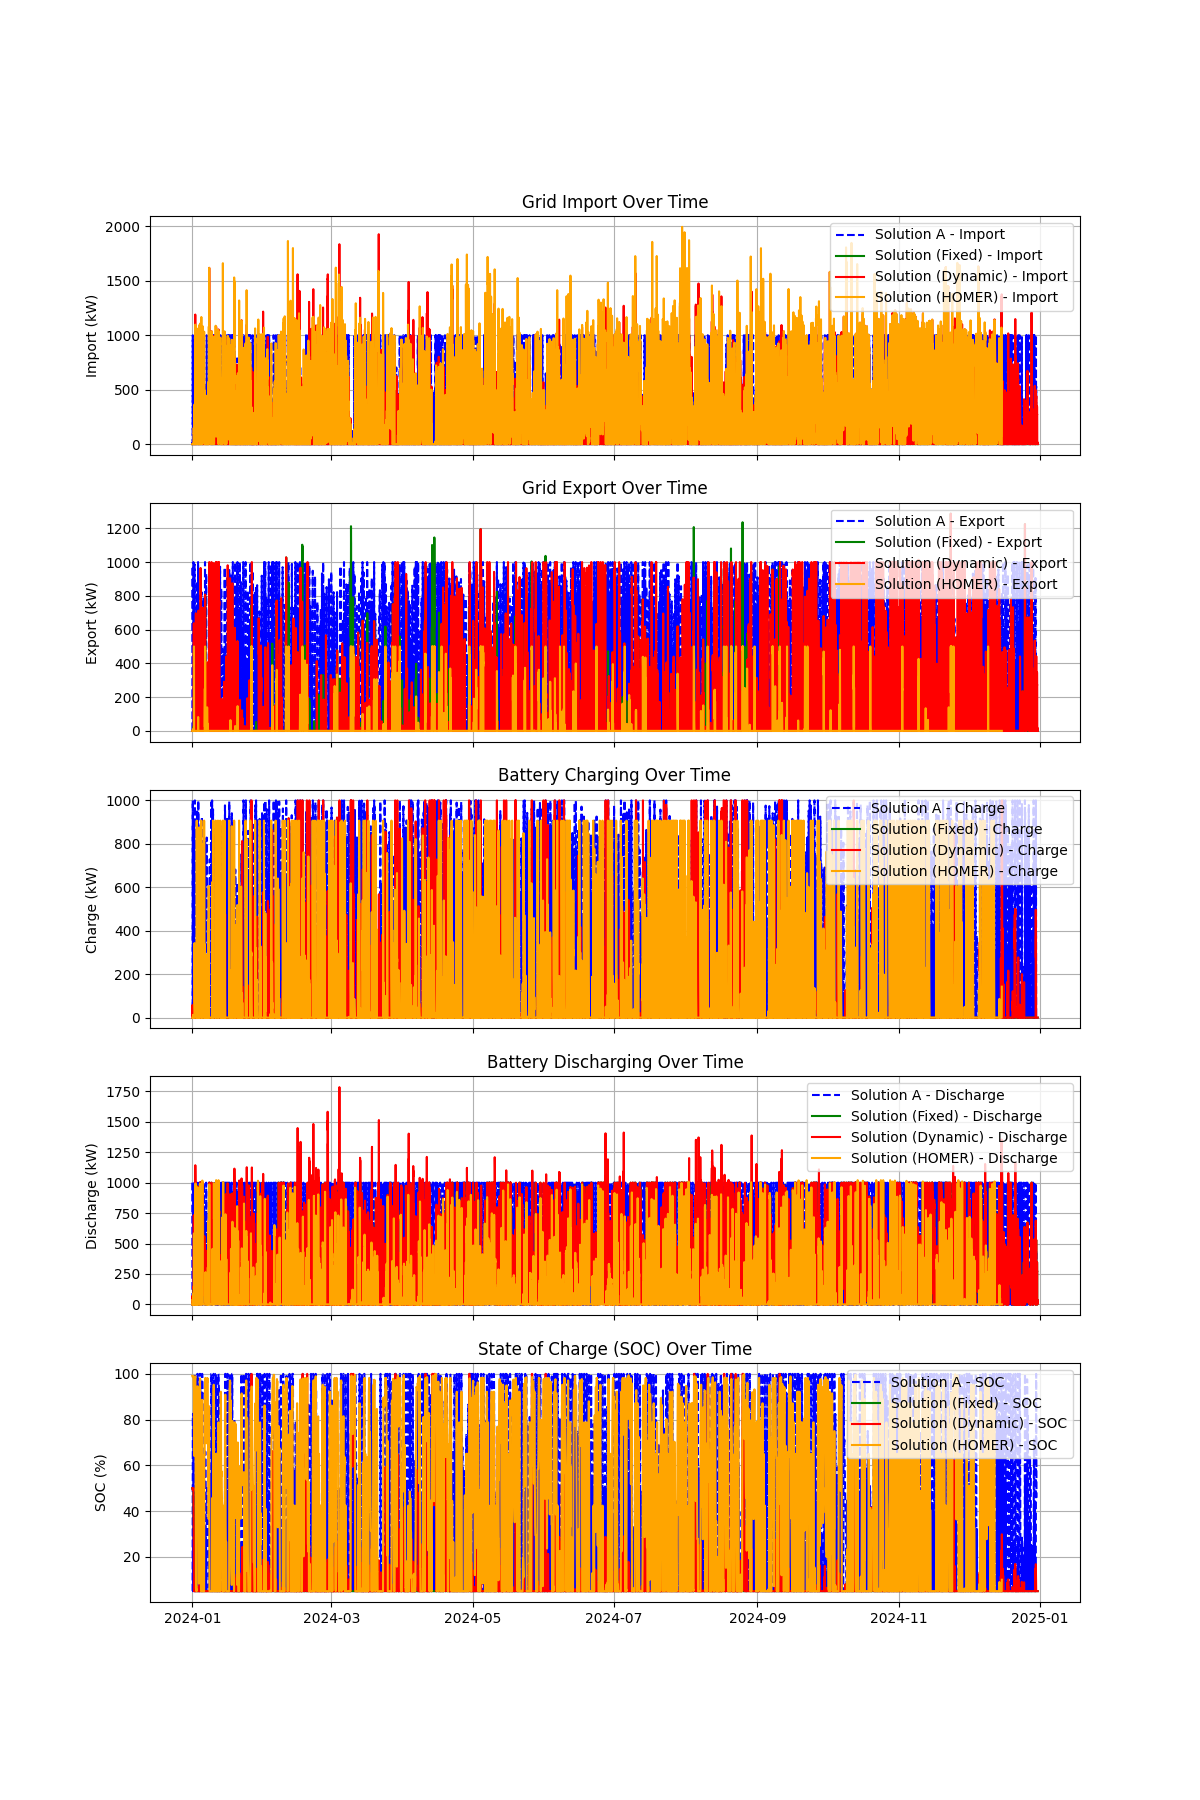 Grid Import Over Time
Import (kW)
2000
1500
1000
500
0
Solution A - Import
Solution (Fixed) - Import
Solution (Dynamic) - Import
Solution (HOMER) - Import
Grid Export Over Time
Export (kW)
1200
1000
800
600
400
200
0
Solution A - Export
Solution (Fixed) - Export
Solution (Dynamic) - Export
Solution (HOMER) - Export
Battery Charging Over Time
Charge (kW)
1000
800
600
400
200
0
Solution A - Charge
Solution (Fixed) - Charge
Solution (Dynamic) - Charge
Solution (HOMER) - Charge
Battery Discharging Over Time
Discharge (kW)
1750
1500
1250
1000
750
500
250
0
Solution A - Discharge
Solution (Fixed) - Discharge
Solution (Dynamic) - Discharge
Solution (HOMER) - Discharge
State of Charge (SOC) Over Time
SOC (%)
100
80
60
40
20
Solution A - SOC
Solution (Fixed) - SOC
Solution (Dynamic) - SOC
Solution (HOMER) - SOC
2024-01 2024-03 2024-05 2024-07 2024-09 2024-11 2025-01